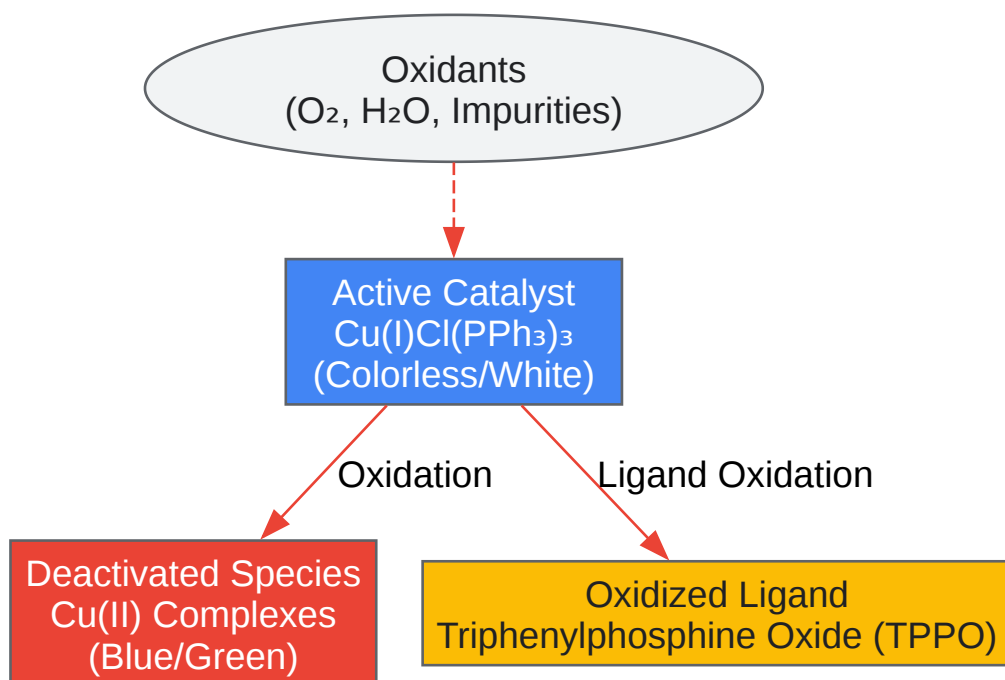 Oxidants
(O₂, H₂O, Impurities)
Active Catalyst
Cu(I)Cl(PPh₃)₃
(Colorless/White)
Oxidation
Ligand Oxidation
Deactivated Species
Cu(II) Complexes
(Blue/Green)
Oxidized Ligand
Triphenylphosphine Oxide (TPPO)